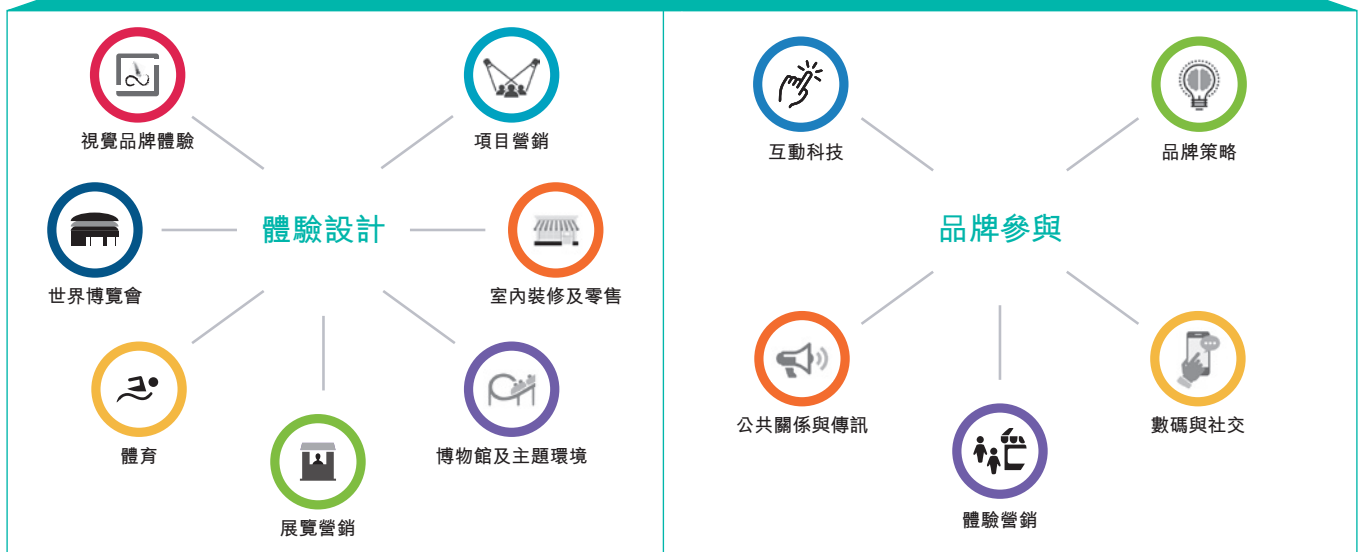 視覺品牌體驗
項目營銷
體驗設計
世界博覽會
室內裝修及零售
體育
博物館及主題環境
展覽營銷
互動科技
品牌策略
品牌參與
公共關係與傳訊
數碼與社交
體驗營銷